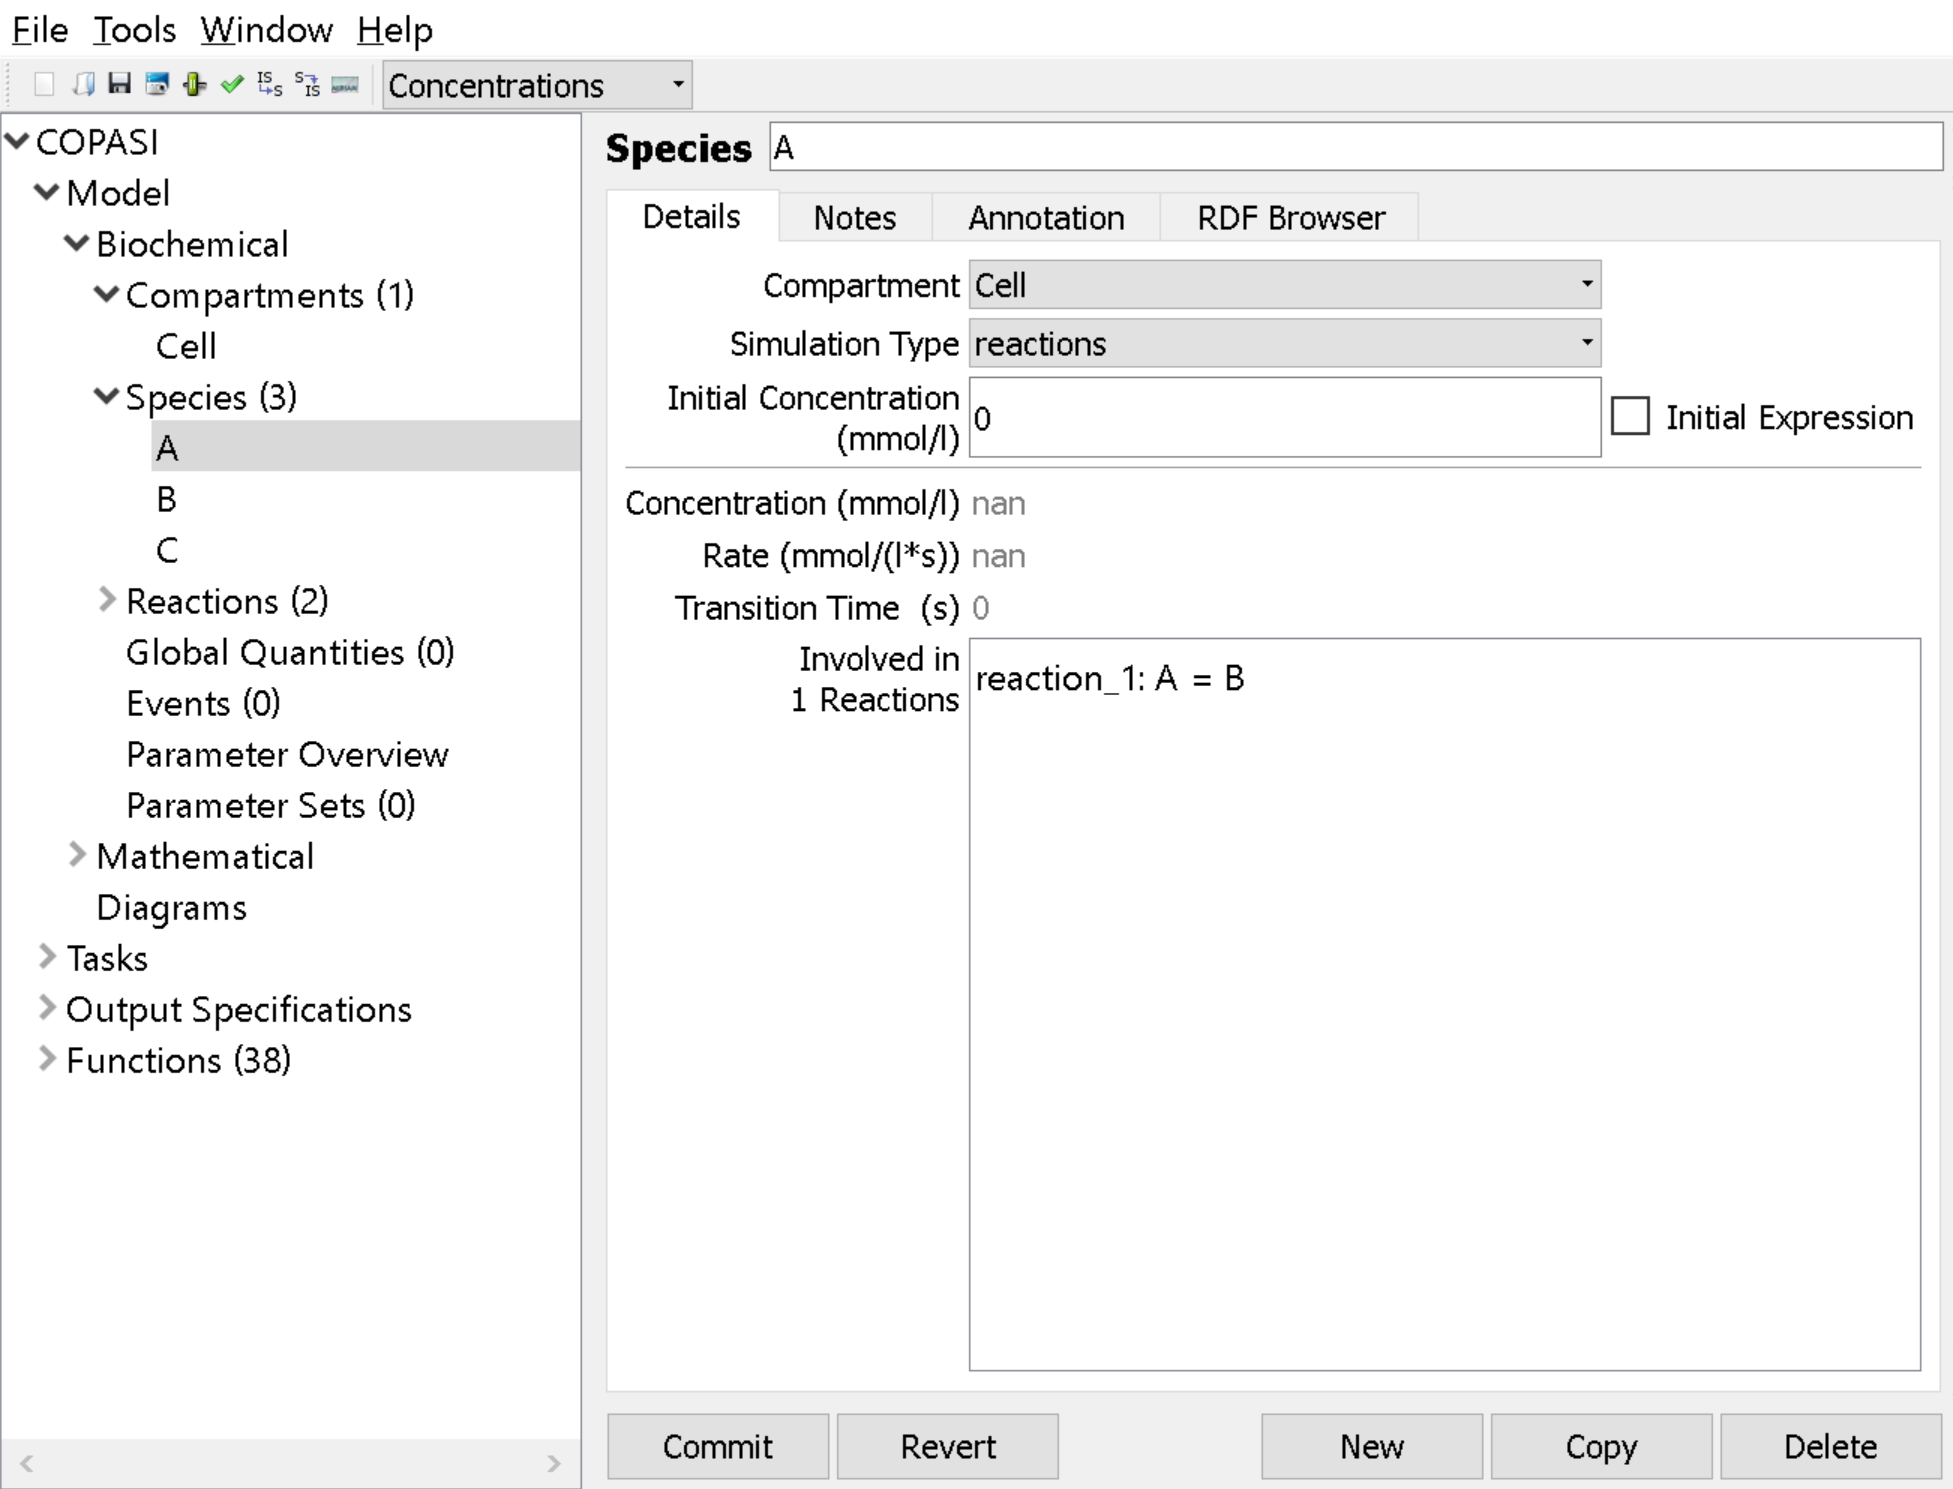 File Tools Window Help
IS S S IS Concentrations
COPASI
Model
Biochemical
Compartments (1)
Cell
Species (3)
A
B
C
Reactions (2)
Global Quantities (0)
Events (0)
Parameter Overview
Parameter Sets (0)
Mathematical
Diagrams
Tasks
Output Specifications
Functions (38)
Species A
Details Notes Annotation RDF Browser
Compartment Cell
Simulation Type reactions
Initial Concentration
(mmol/l) 0 Initial Expression
Concentration (mmol/l) nan
Rate (mmol/(l*s)) nan
Transition Time (s) 0
Involved in
1 Reactions
reaction_1: A = B
Commit Revert New Copy Delete